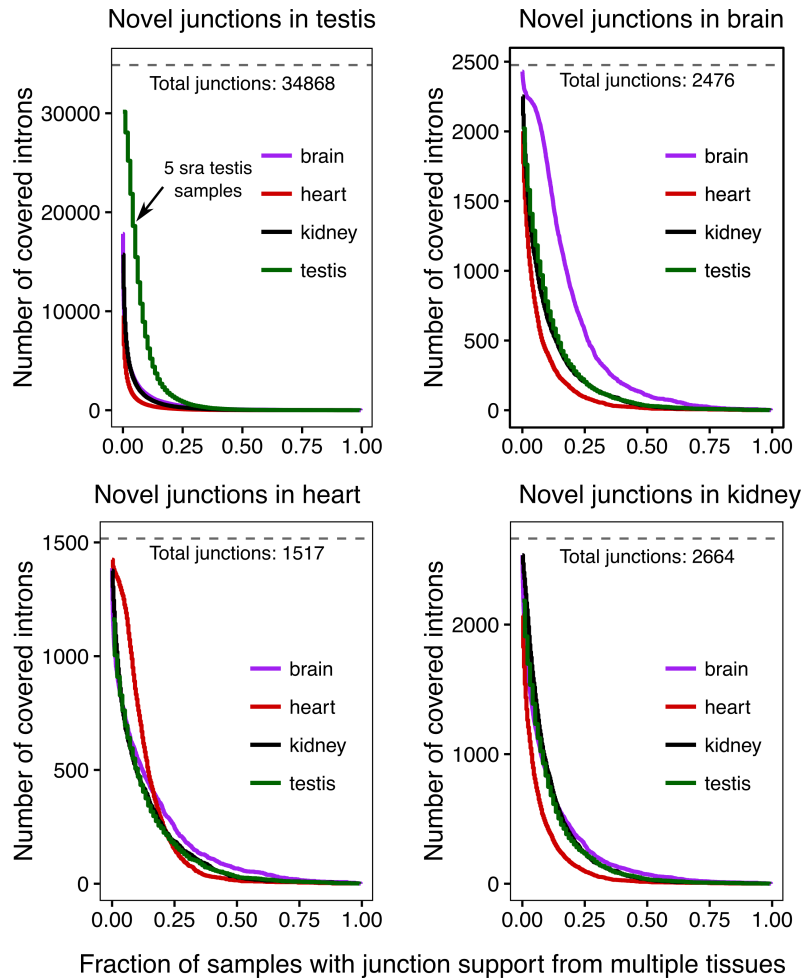 Novel junctions in testis
Number of covered introns
Total junctions: 34868
30000
20000
10000
0
5 sra testis
samples
brain
heart
kidney
testis
0.00 0.25 0.50 0.75 1.00
Novel junctions in brain
Number of covered introns
Total junctions: 2476
2500
2000
1500
1000
500
0
brain
heart
kidney
testis
0.00 0.25 0.50 0.75 1.00
Novel junctions in heart
Number of covered introns
Total junctions: 1517
1500
1000
500
0
brain
heart
kidney
testis
0.00 0.25 0.50 0.75 1.00
Novel junctions in kidney
Number of covered introns
Total junctions: 2664
2000
1000
0
brain
heart
kidney
testis
0.00 0.25 0.50 0.75 1.00
Fraction of samples with junction support from multiple tissues